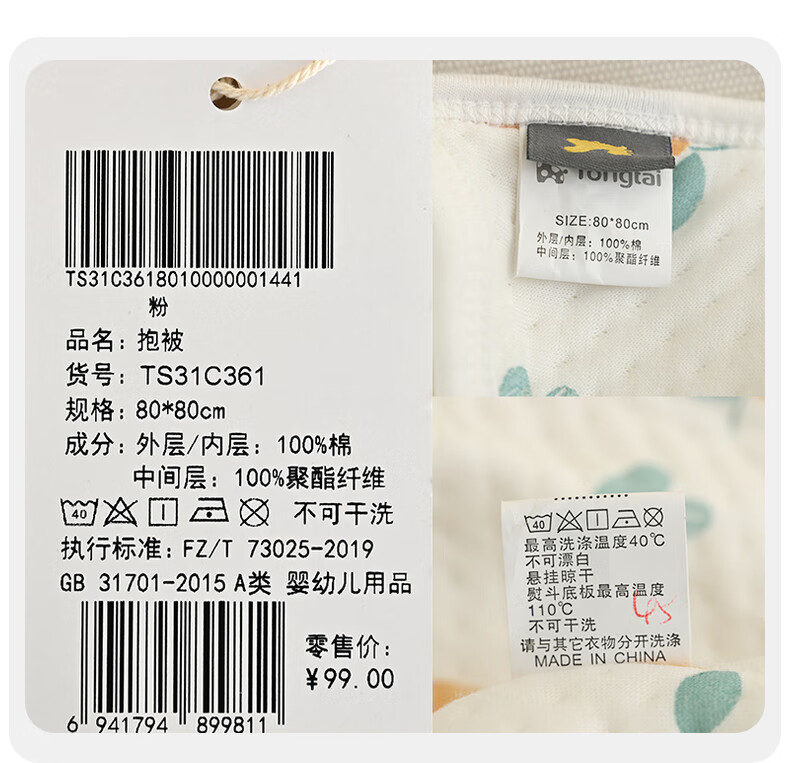 TS31C3618010000001441
粉
品名：抱被
货号：TS31C361
规格：80*80cm
成分：外层/内层：100%棉
中间层：100%聚酯纤维
40 不可干洗
执行标准：FZ/T 73025-2019
GB 31701-2015 A类 婴幼儿用品
零售价：
¥99.00
6 941794 899811
Tongtai
SIZE:80*80cm
外层/内层：100%棉
中间层：100%聚酯纤维
40
最高洗涤温度40℃
不可漂白
悬挂晾干
熨斗底板最高温度
110℃
不可干洗
请与其它衣物分开洗涤
MADE IN CHINA